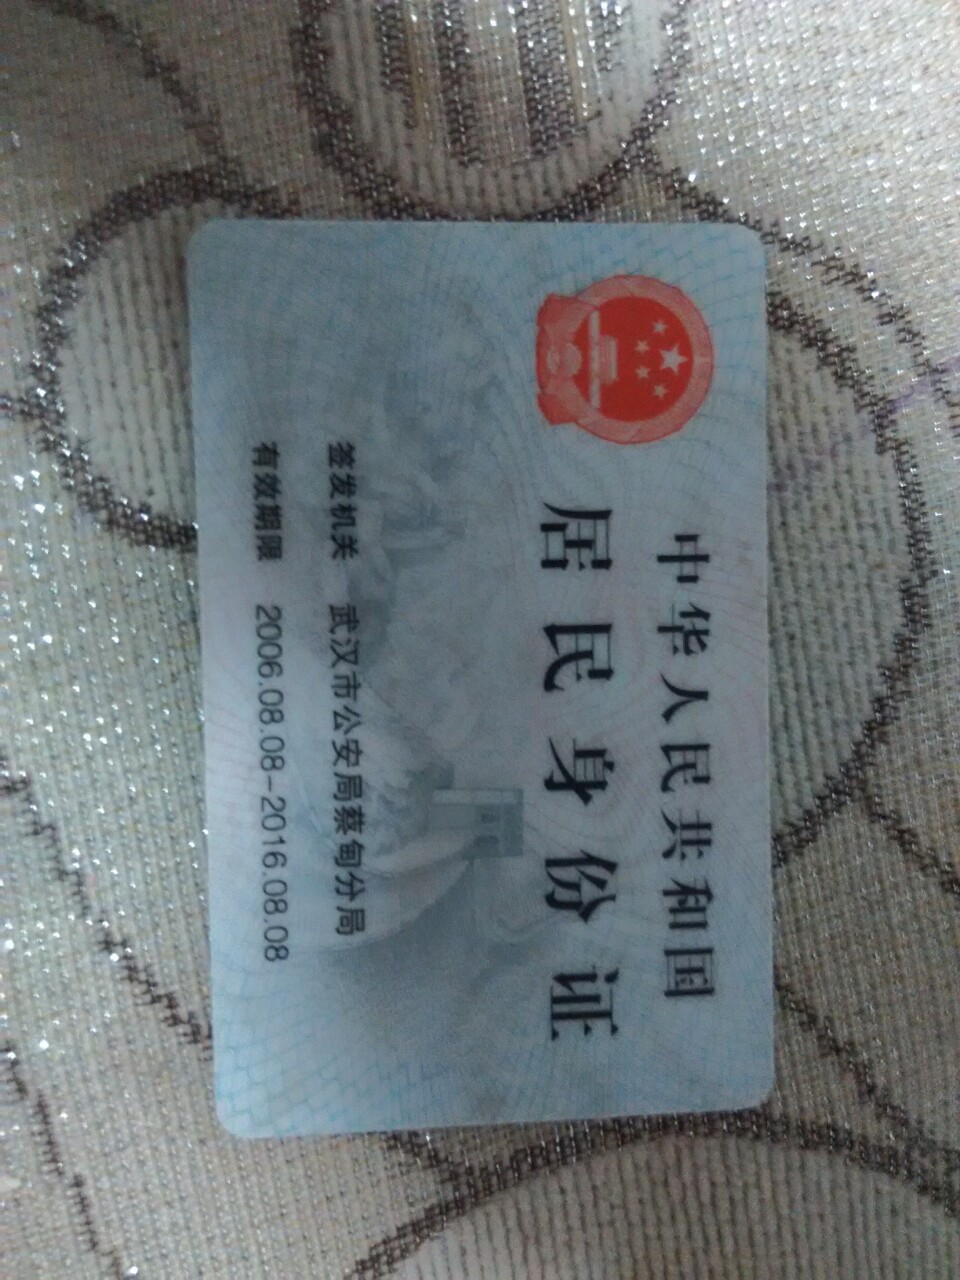 中华人民共和国
居民身份证
签发机关 武汉市公安局蔡甸分局
有效期限 2006.08.08-2016.08.08